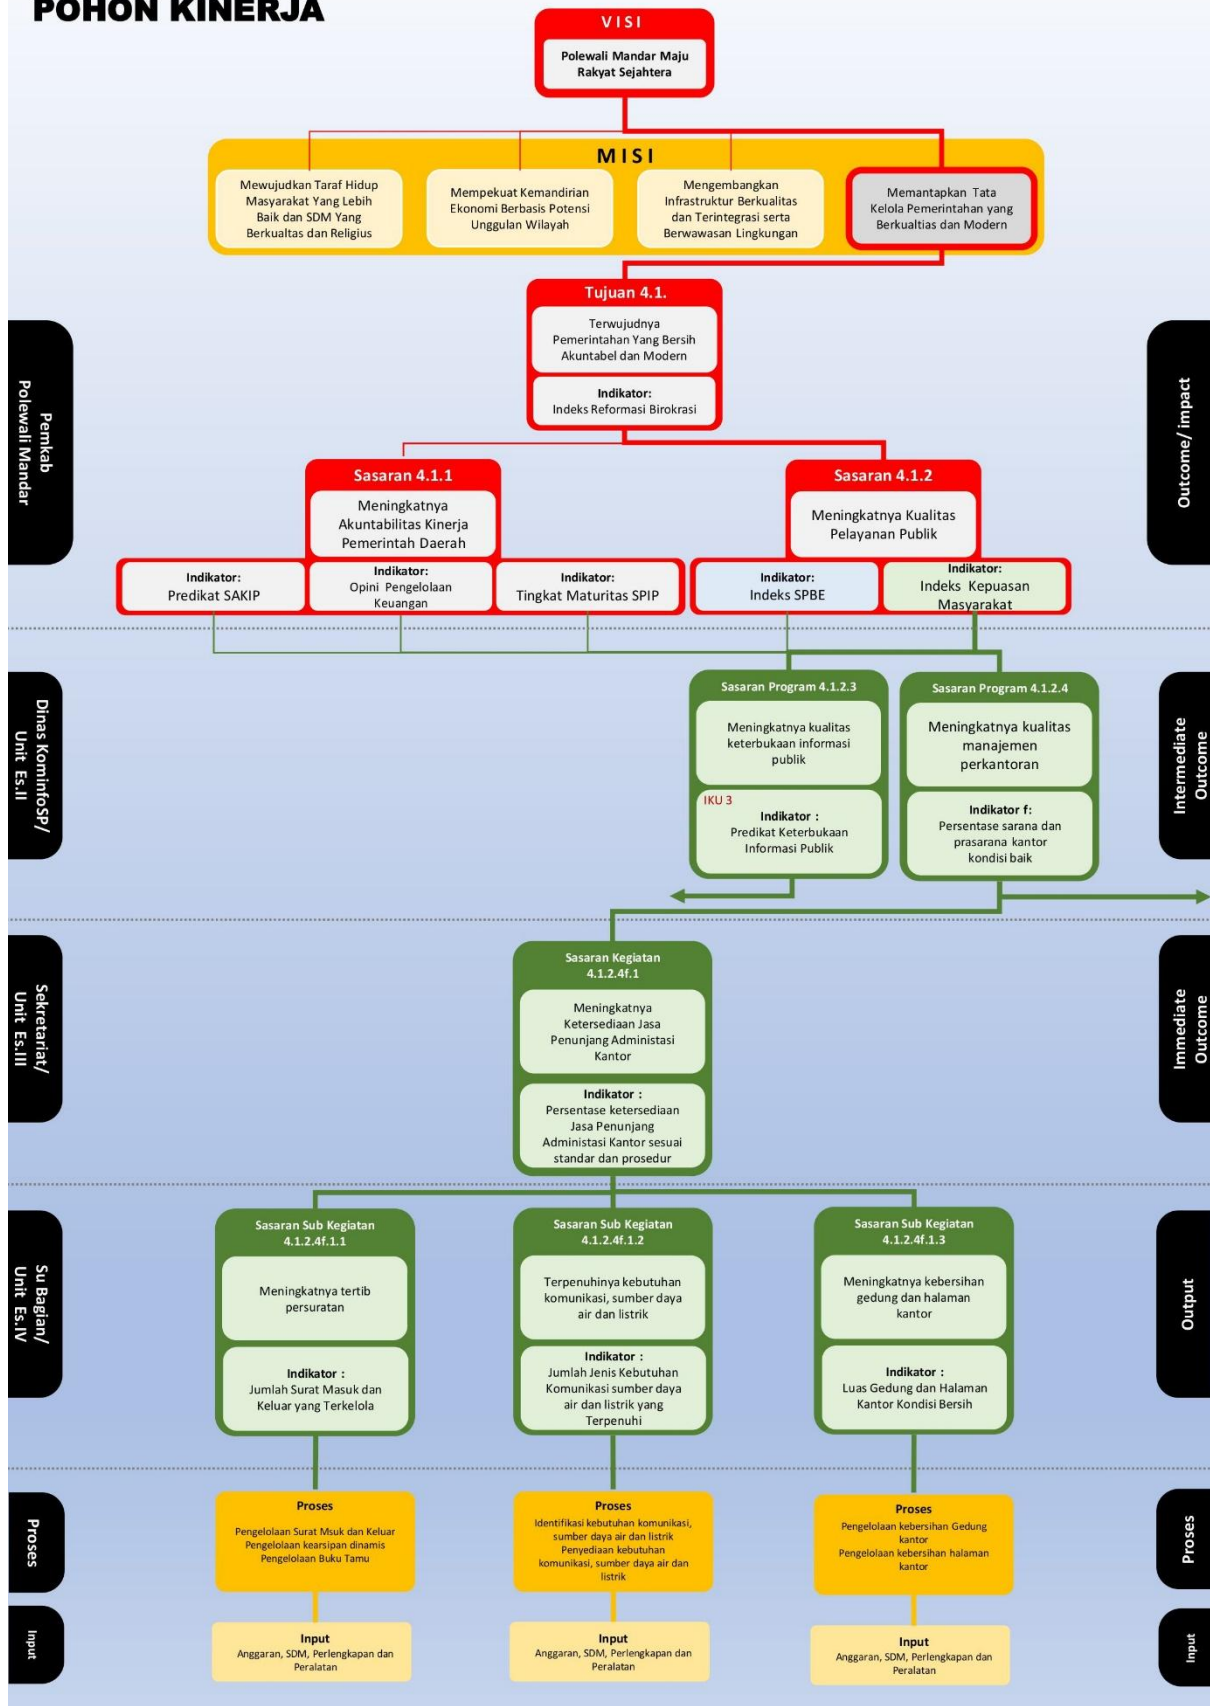 POHON KINERJA
VISI
Polewali Mandar Maju
Rakyat Sejahtera
MISI
Mewujudkan Taraf Hidup
Masyarakat Yang Lebih
Baik dan SDM Yang
Berkualtas dan Religius
Mempekuat Kemandirian
Ekonomi Berbasis Potensi
Unggulan Wilayah
Mengembangkan
Infrastruktur Berkualitas
dan Terintegrasi serta
Berwawasan Lingkungan
Memantapkan Tata
Kelola Pemerintahan yang
Berkualtias dan Modern
Tujuan 4.1.
Terwujudnya
Pemerintahan Yang Bersih
Akuntabel dan Modern
Indikator:
Indeks Reformasi Birokrasi
Pemkab
Polewali Mandar
Outcome/ impact
Sasaran 4.1.1
Meningkatnya
Akuntabilitas Kinerja
Pemerintah Daerah
Indikator:
Predikat SAKIP
Indikator:
Opini Pengelolaan
Keuangan
Indikator:
Tingkat Maturitas SPIP
Sasaran 4.1.2
Meningkatnya Kualitas
Pelayanan Publik
Indikator:
Indeks SPBE
Indikator:
Indeks Kepuasan
Masyarakat
Dinas KominfoSP/
Unit Es.II
Intermediate
Outcome
Sasaran Program 4.1.2.3
Meningkatnya kualitas
keterbukaan informasi
publik
IKU 3
Indikator :
Predikat Keterbukaan
Informasi Publik
Sasaran Program 4.1.2.4
Meningkatnya kualitas
manajemen
perkantoran
Indikator f:
Persentase sarana dan
prasarana kantor
kondisi baik
Sekretariat/
Unit Es.III
Immediate
Outcome
Sasaran Kegiatan
4.1.2.4f.1
Meningkatnya
Ketersediaan Jasa
Penunjang Administasi
Kantor
Indikator :
Persentase ketersediaan
Jasa Penunjang
Administasi Kantor sesuai
standar dan prosedur
Su Bagian/
Unit Es.IV
Output
Sasaran Sub Kegiatan
4.1.2.4f.1.1
Meningkatnya tertib
persuratan
Indikator :
Jumlah Surat Masuk dan
Keluar yang Terkelola
Sasaran Sub Kegiatan
4.1.2.4f.1.2
Terpenuhinya kebutuhan
komunikasi, sumber daya
air dan listrik
Indikator :
Jumlah Jenis Kebutuhan
Komunikasi sumber daya
air dan listrik yang
Terpenuhi
Sasaran Sub Kegiatan
4.1.2.4f.1.3
Meningkatnya kebersihan
gedung dan halaman
kantor
Indikator :
Luas Gedung dan Halaman
Kantor Kondisi Bersih
Proses
Proses
Proses
Pengelolaan Surat Msuk dan Keluar
Pengelolaan kearsipan dinamis
Pengelolaan Buku Tamu
Proses
Identifikasi kebutuhan komunikasi,
sumber daya air dan listrik
Penyediaan kebutuhan
komunikasi, sumber daya air dan
listrik
Proses
Pengelolaan kebersihan Gedung
kantor
Pengelolaan kebersihan halaman
kantor
Input
Input
Input
Anggaran, SDM, Perlengkapan dan
Peralatan
Input
Anggaran, SDM, Perlengkapan dan
Peralatan
Input
Anggaran, SDM, Perlengkapan dan
Peralatan